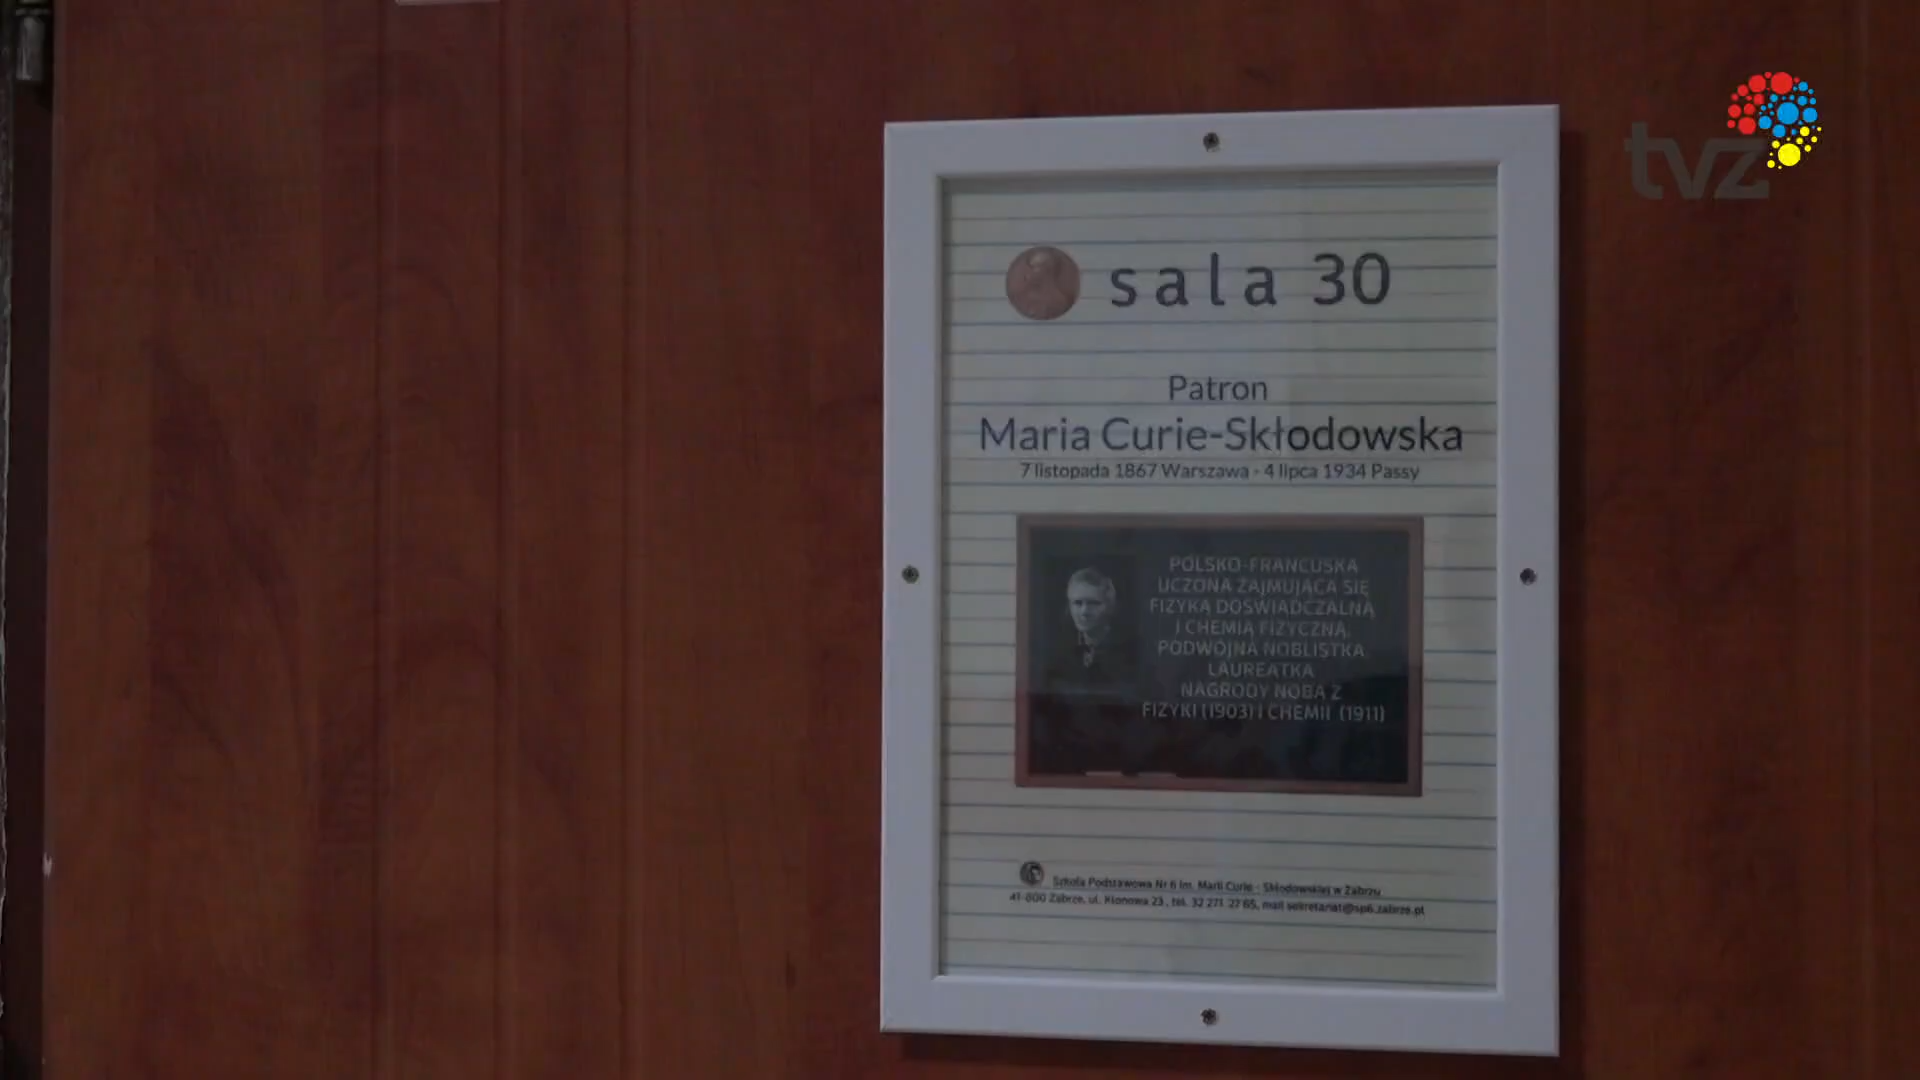 tvz
sala 30
Patron
Maria Curie-Skłodowska
7 listopada 1867 Warszawa - 4 lipca 1934 Passy
POLSKO-FRANCUSKA
UCZONA ZAJMUJĄCA SIĘ
FIZYKĄ DOŚWIADCZALNĄ
I CHEMIĄ FIZYCZNĄ,
PODWÓJNA NOBLISTKA
LAUREATKA
NAGRODY NOBA Z
FIZYKI (1903) I CHEMII (1911)
Szkoła Podstawowa Nr 6 im. Marii Curie - Skłodowskiej w Zabrzu
41-800 Zabrze, ul. Klonowa 23, tel. 32 271 27 65, mail sekretariat@sp6.zabrze.pl